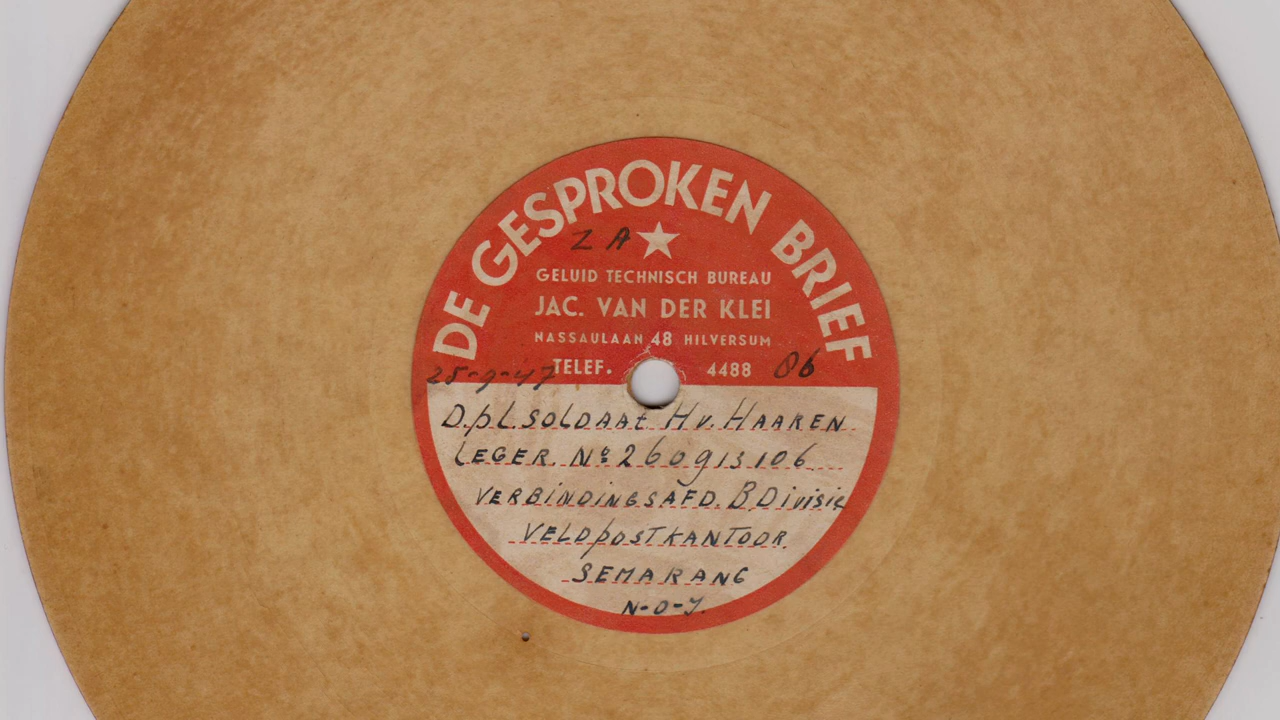 DE GESPROKEN BRIEF
Z A
GELUID TECHNISCH BUREAU
JAC. VAN DER KLEI
NASSAULAAN 48 HILVERSUM
TELEF. 4488 06
25-9-47
D.pl. SOLDAAt H v. HAAREN
LEGER. No 260913106
VERBINDINGSAFD. B. Divisie
VELDpOSTKANTOOR.
SEMARANG
N-O-J.